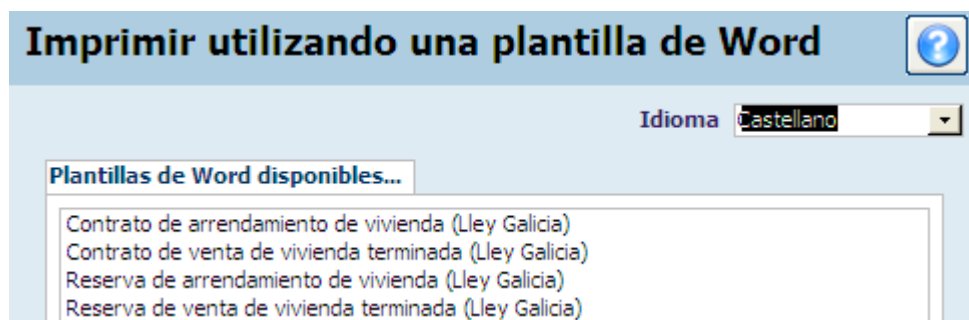 Imprimir utilizando una plantilla de Word
Idioma Castellano
Plantillas de Word disponibles...
Contrato de arrendamiento de vivienda (Lley Galicia)
Contrato de venta de vivienda terminada (Lley Galicia)
Reserva de arrendamiento de vivienda (Lley Galicia)
Reserva de venta de vivienda terminada (Lley Galicia)